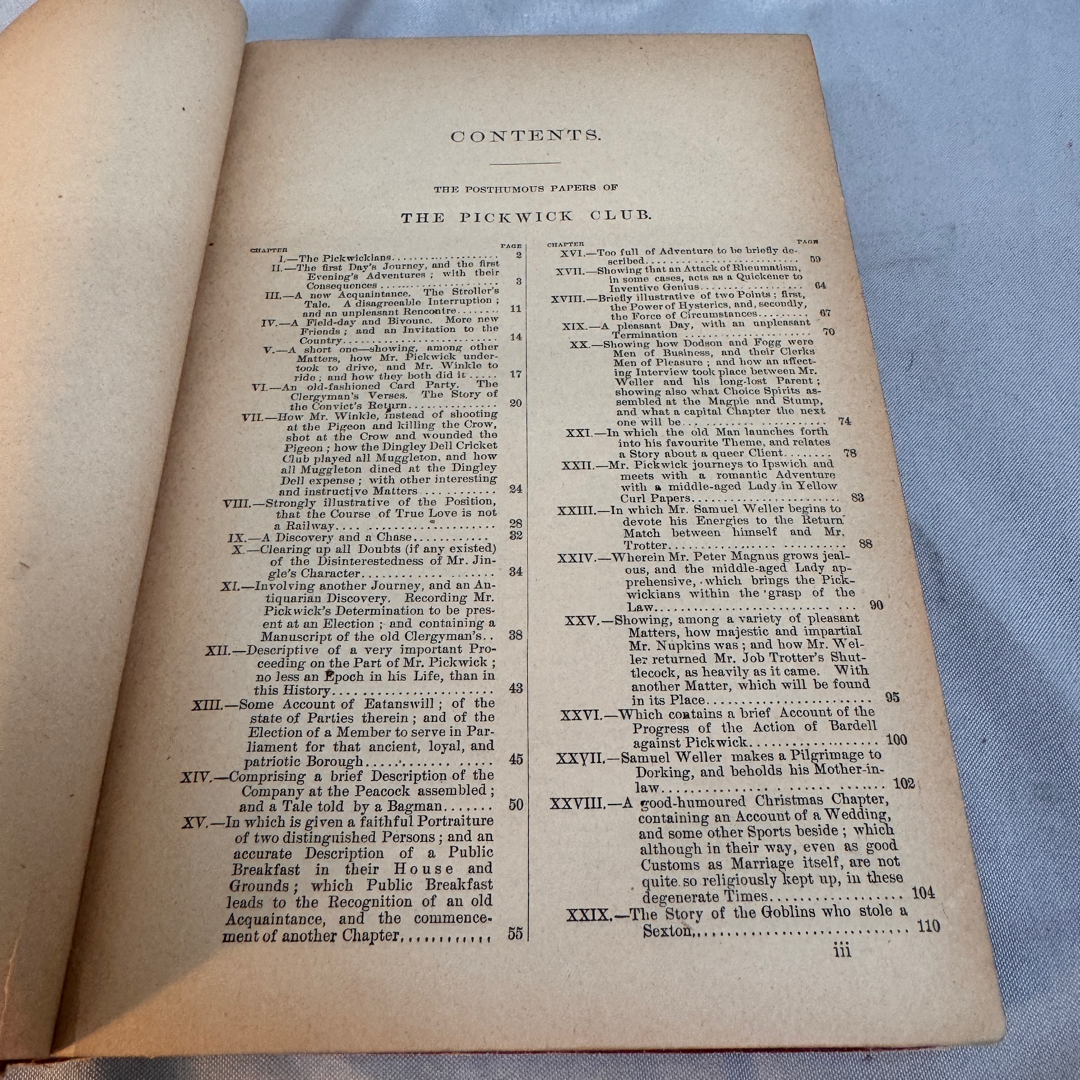 CONTENTS.
THE POSTHUMOUS PAPERS OF
THE PICKWICK CLUB.
CHAPTER PAGE
I.—The Pickwickians.................. 2
II.—The first Day's Journey, and the first
Evening's Adventures; with their
Consequences .................... 3
III.—A new Acquaintance. The Stroller's
Tale. A disagreeable Interruption;
and an unpleasant Rencontre........ 11
IV.—A Field-day and Bivouac. More new
Friends; and an Invitation to the
Country.......................... 14
V.—A short one—showing, among other
Matters, how Mr. Pickwick under-
took to drive, and Mr. Winkle to
ride; and how they both did it ..... 17
VI.—An old-fashioned Card Party. The
Clergyman's Verses. The Story of
the Convict's Return.............. 20
VII.—How Mr. Winkle, instead of shooting
at the Pigeon and killing the Crow,
shot at the Crow and wounded the
Pigeon; how the Dingley Dell Cricket
Club played all Muggleton, and how
all Muggleton dined at the Dingley
Dell expense; with other interesting
and instructive Matters ........... 24
VIII.—Strongly illustrative of the Position,
that the Course of True Love is not
a Railway.... .................... 28
IX.—A Discovery and a Chase............ 32
X.—Clearing up all Doubts (if any existed)
of the Disinterestedness of Mr. Jin-
gle's Character............ ....... 34
XI.—Involving another Journey, and an An-
tiquarian Discovery. Recording Mr.
Pickwick's Determination to be pres-
ent at an Election; and containing a
Manuscript of the old Clergyman's.. 38
XII.—Descriptive of a very important Pro-
ceeding on the Part of Mr. Pickwick;
no less an Epoch in his Life, than in
this History....................... 43
XIII.—Some Account of Eatanswill; of the
state of Parties therein; and of the
Election of a Member to serve in Par-
liament for that ancient, loyal, and
patriotic Borough............ ..... 45
XIV.—Comprising a brief Description of the
Company at the Peacock assembled;
and a Tale told by a Bagman....... 50
XV.—In which is given a faithful Portraiture
of two distinguished Persons; and an
accurate Description of a Public
Breakfast in their House and
Grounds; which Public Breakfast
leads to the Recognition of an old
Acquaintance, and the commence-
ment of another Chapter............ 55
CHAPTER PAGE
XVI.—Too full of Adventure to be briefly de-
scribed........................... 59
XVII.—Showing that an Attack of Rheumatism,
in some cases, acts as a Quickener to
Inventive Genius.................. 64
XVIII.—Briefly illustrative of two Points; first,
the Power of Hysterics, and, secondly,
the Force of Circumstances......... 67
XIX.—A pleasant Day, with an unpleasant
Termination ...................... 70
XX.—Showing how Dodson and Fogg were
Men of Business, and their Clerks
Men of Pleasure; and how an affect-
ing Interview took place between Mr.
Weller and his long-lost Parent;
showing also what Choice Spirits as-
sembled at the Magpie and Stump,
and what a capital Chapter the next
one will be... ................... 74
XXI.—In which the old Man launches forth
into his favourite Theme, and relates
a Story about a queer Client........ 78
XXII.—Mr. Pickwick journeys to Ipswich and
meets with a romantic Adventure
with a middle-aged Lady in Yellow
Curl Papers....................... 83
XXIII.—In which Mr. Samuel Weller begins to
devote his Energies to the Return
Match between himself and Mr.
Trotter........................... 88
XXIV.—Wherein Mr. Peter Magnus grows jeal-
ous, and the middle-aged Lady ap-
prehensive, which brings the Pick-
wickians within the grasp of the
Law.......................... ... 90
XXV.—Showing, among a variety of pleasant
Matters, how majestic and impartial
Mr. Nupkins was; and how Mr. Wel-
ler returned Mr. Job Trotter's Shut-
tlecock, as heavily as it came. With
another Matter, which will be found
in its Place....................... 95
XXVI.—Which contains a brief Account of the
Progress of the Action of Bardell
against Pickwick.................. 100
XXVII.—Samuel Weller makes a Pilgrimage to
Dorking, and beholds his Mother-in-
law............................... 102
XXVIII.—A good-humoured Christmas Chapter,
containing an Account of a Wedding,
and some other Sports beside; which
although in their way, even as good
Customs as Marriage itself, are not
quite so religiously kept up, in these
degenerate Times.................. 104
XXIX.—The Story of the Goblins who stole a
Sexton............................ 110
iii